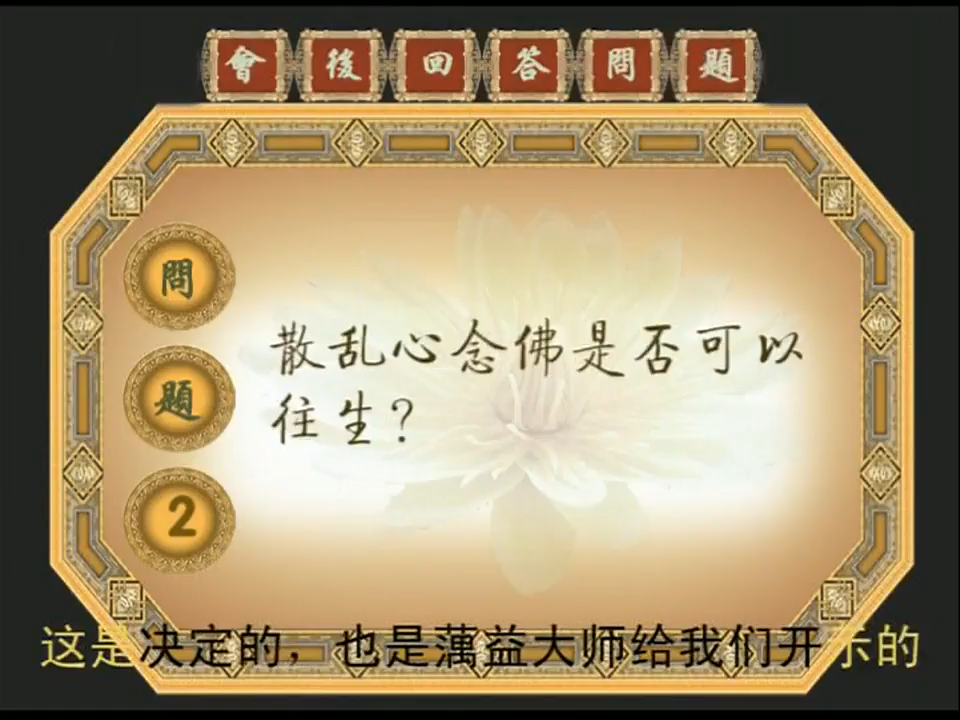 會後回答問題
問題2
散乱心念佛是否可以
往生？
这是决定的，也是蕅益大师给我们开示的